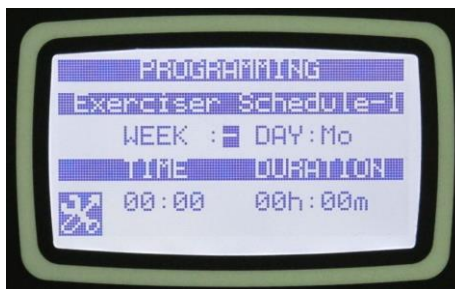 PROGRAMMING
Exerciser Schedule-1
WEEK :- DAY:Mo
TIME DURATION
00:00 00h:00m